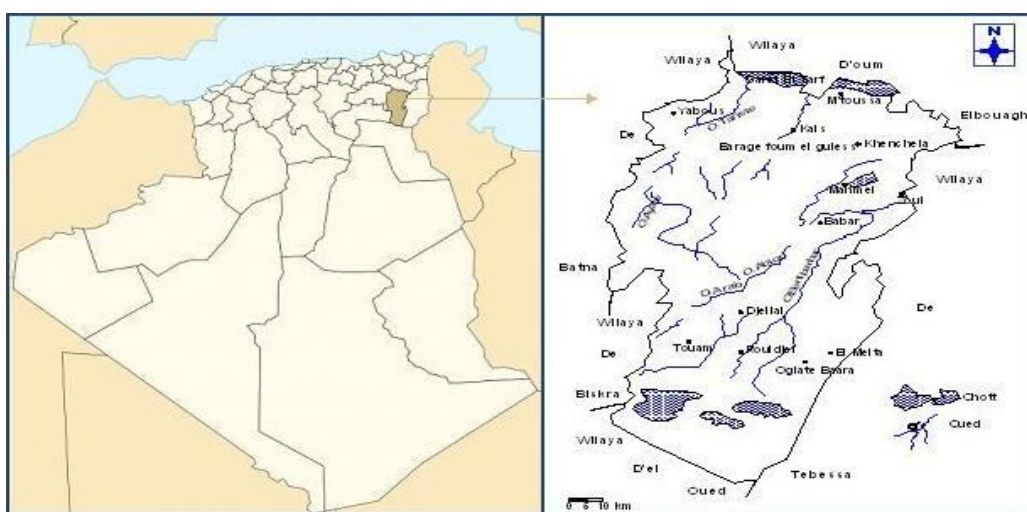 N
Wilaya
Wilaya
D'oum
M'toussa
Yabous
De
Elbouagh
O.
Kais
Barage foum el gueiss
Khenchela
Wilaya
Babar
Batna
O.Arab
De
Djellal
Wilaya
Touam
De
El Meita
Oglate Baara
Biskra
Chott
Oued
Wilaya
D'el
Tebessa
Oued
0 5 10 km